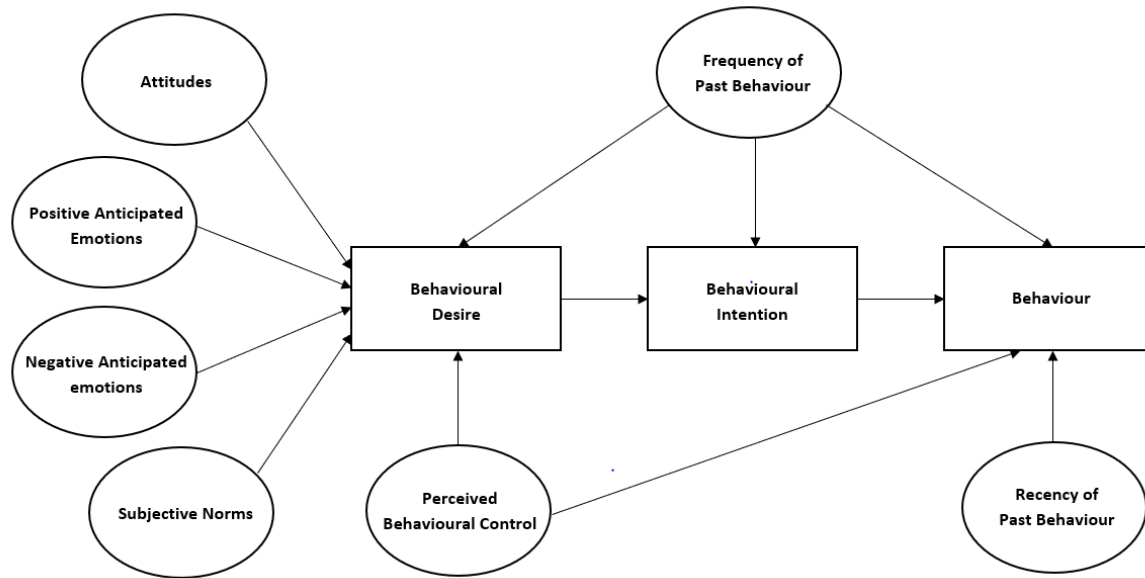 Attitudes
Frequency of
Past Behaviour
Positive Anticipated
Emotions
Behavioural
Desire
Behavioural
Intention
Behaviour
Negative Anticipated
emotions
Subjective Norms
Perceived
Behavioural Control
Recency of
Past Behaviour